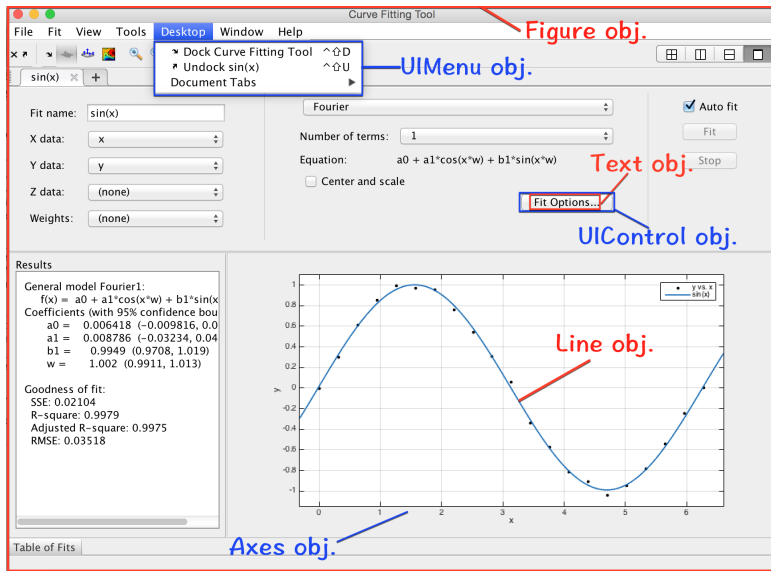 Curve Fitting Tool
File Fit View Tools Desktop Window Help
Figure obj.
Dock Curve Fitting Tool ^⇧D
Undock sin(x) ^⇧U
Document Tabs
UIMenu obj.
sin(x)
Fit name: sin(x)
X data: x
Y data: y
Z data: (none)
Weights: (none)
Fourier
Number of terms: 1
Equation: a0 + a1*cos(x*w) + b1*sin(x*w)
Center and scale
Fit Options...
Auto fit
Fit
Stop
Text obj.
UIControl obj.
Results
General model Fourier1:
f(x) = a0 + a1*cos(x*w) + b1*sin(x
Coefficients (with 95% confidence bou
a0 = 0.006418 (-0.009816, 0.0
a1 = 0.008786 (-0.03234, 0.04
b1 = 0.9949 (0.9708, 1.019)
w = 1.002 (0.9911, 1.013)
Goodness of fit:
SSE: 0.02104
R-square: 0.9979
Adjusted R-square: 0.9975
RMSE: 0.03518
y vs. x
sin(x)
1
0.8
0.6
0.4
0.2
0
-0.2
-0.4
-0.6
-0.8
-1
y
0 1 2 3 4 5 6
x
Line obj.
Axes obj.
Table of Fits